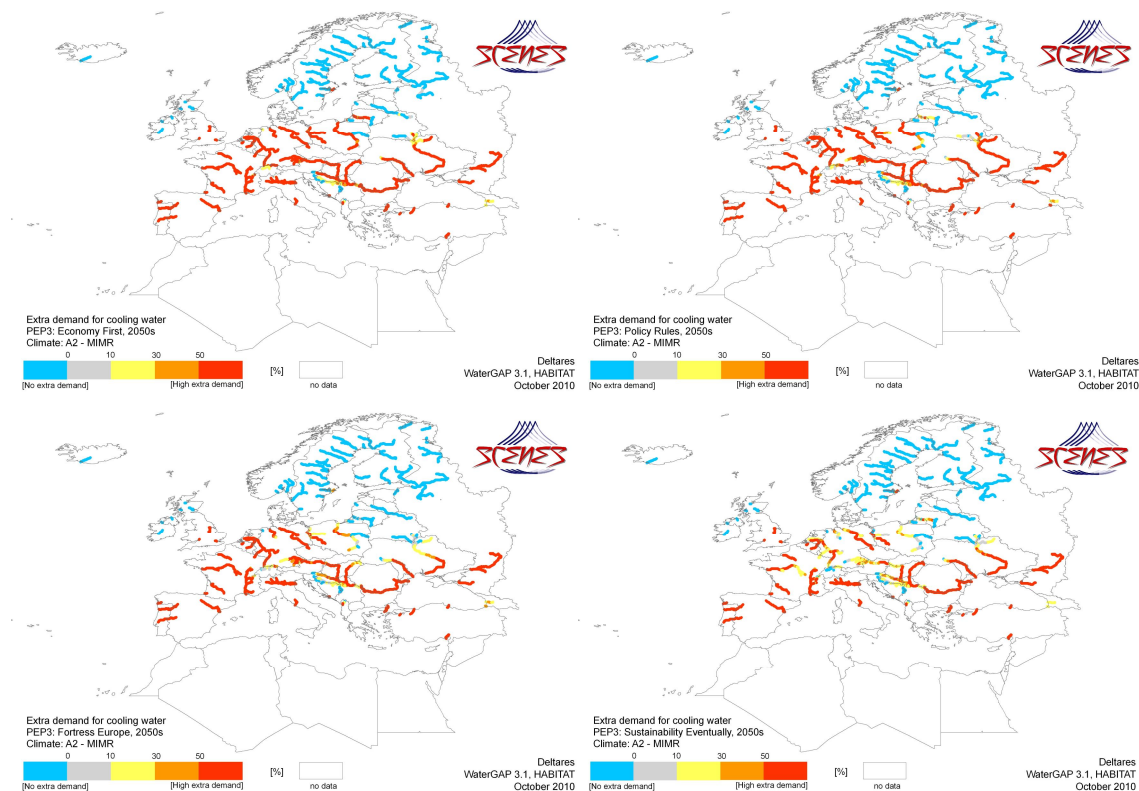 SCENES
Extra demand for cooling water
PEP3: Economy First, 2050s
Climate: A2 - MIMR
0 10 30 50
[%]
[No extra demand] [High extra demand]
no data
Deltares
WaterGAP 3.1, HABITAT
October 2010
SCENES
Extra demand for cooling water
PEP3: Policy Rules, 2050s
Climate: A2 - MIMR
0 10 30 50
[%]
[No extra demand] [High extra demand]
no data
Deltares
WaterGAP 3.1, HABITAT
October 2010
SCENES
Extra demand for cooling water
PEP3: Fortress Europe, 2050s
Climate: A2 - MIMR
0 10 30 50
[%]
[No extra demand] [High extra demand]
no data
Deltares
WaterGAP 3.1, HABITAT
October 2010
SCENES
Extra demand for cooling water
PEP3: Sustainability Eventually, 2050s
Climate: A2 - MIMR
0 10 30 50
[%]
[No extra demand] [High extra demand]
no data
Deltares
WaterGAP 3.1, HABITAT
October 2010